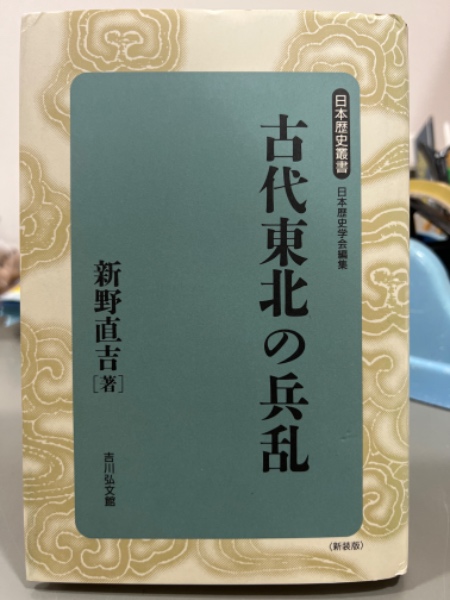 日本歴史叢書
日本歴史学会編集
古代東北の兵乱
新野直吉[著]
吉川弘文館
〈新装版〉